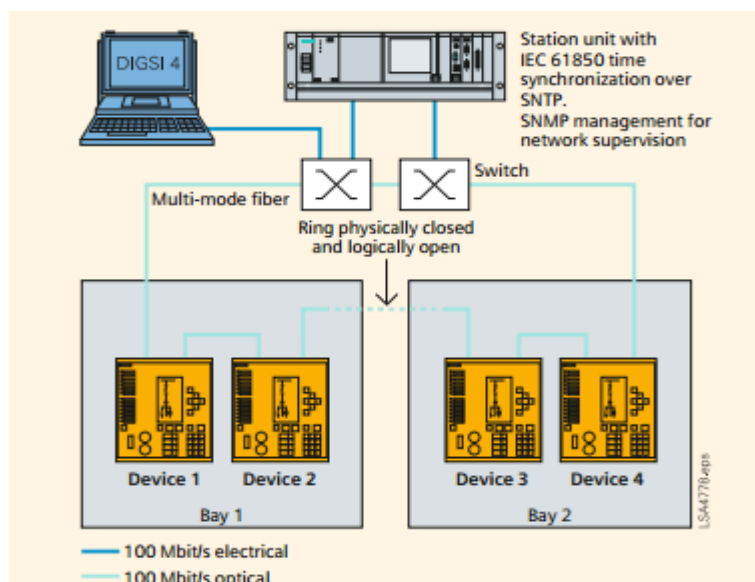 DIGSI 4
Station unit with
IEC 61850 time
synchronization over
SNTP.
SNMP management for
network supervision
Switch
Multi-mode fiber
Ring physically closed
and logically open
Device 1
Device 2
Device 3
Device 4
Bay 1
Bay 2
LSA4778.eps
100 Mbit/s electrical
100 Mbit/s optical